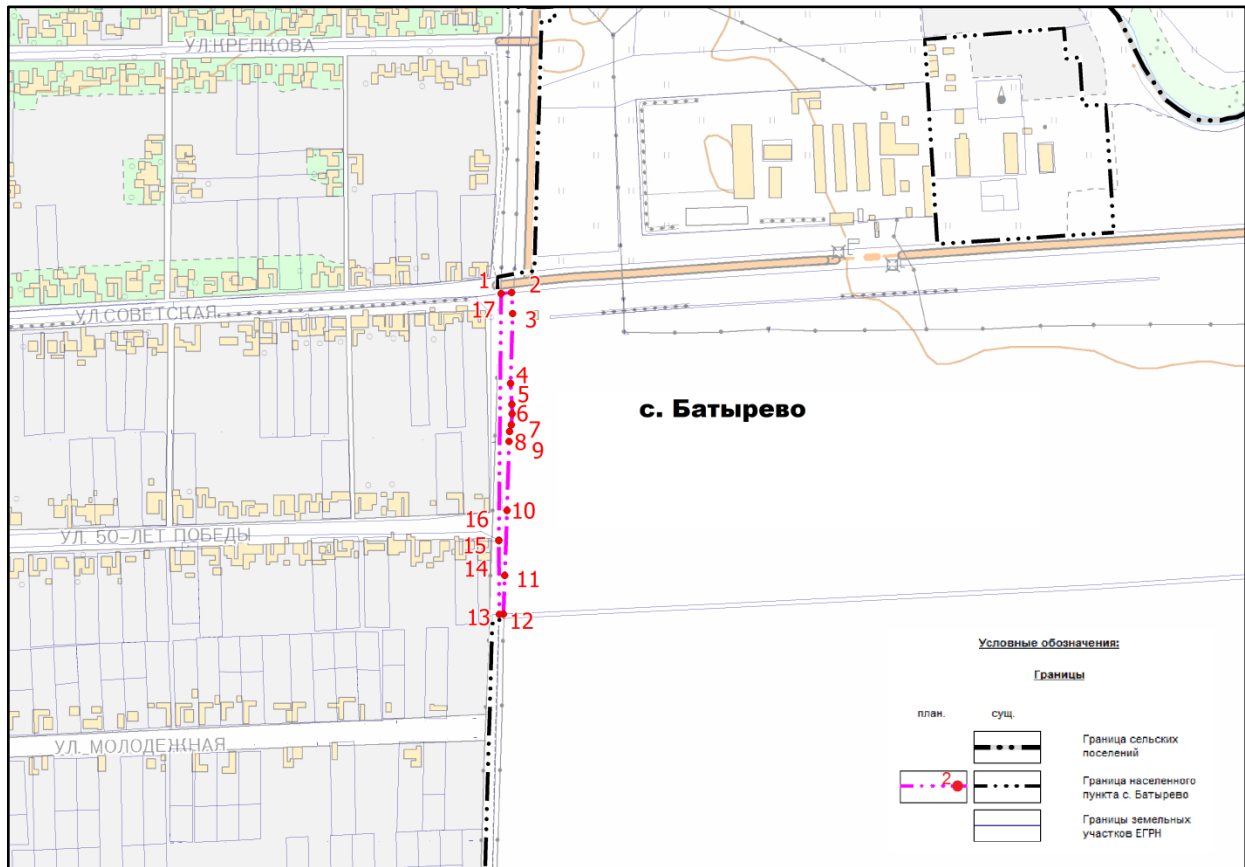 УЛ.КРЕПКОВА
1
2
17
УЛ.СОВЕТСКАЯ
3
4
5
с. Батырево
6
7
8
9
10
16
УЛ. 50-ЛЕТ ПОБЕДЫ
15
14
11
13
12
Условные обозначения:
Границы
план. сущ.
Граница сельских
поселений
УЛ. МОЛОДЕЖНАЯ
2
Граница населенного
пункта с. Батырево
Границы земельных
участков ЕГРН